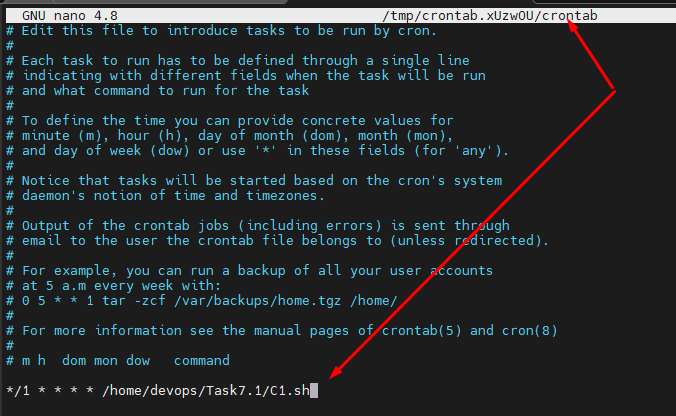 GNU nano 4.8 /tmp/crontab.xUzwOU/crontab
# Edit this file to introduce tasks to be run by cron.
#
# Each task to run has to be defined through a single line
# indicating with different fields when the task will be run
# and what command to run for the task
#
# To define the time you can provide concrete values for
# minute (m), hour (h), day of month (dom), month (mon),
# and day of week (dow) or use '*' in these fields (for 'any').
#
# Notice that tasks will be started based on the cron's system
# daemon's notion of time and timezones.
#
# Output of the crontab jobs (including errors) is sent through
# email to the user the crontab file belongs to (unless redirected).
#
# For example, you can run a backup of all your user accounts
# at 5 a.m every week with:
# 0 5 * * 1 tar -zcf /var/backups/home.tgz /home/
#
# For more information see the manual pages of crontab(5) and cron(8)
#
# m h  dom mon dow   command
*/1 * * * * /home/devops/Task7.1/C1.sh